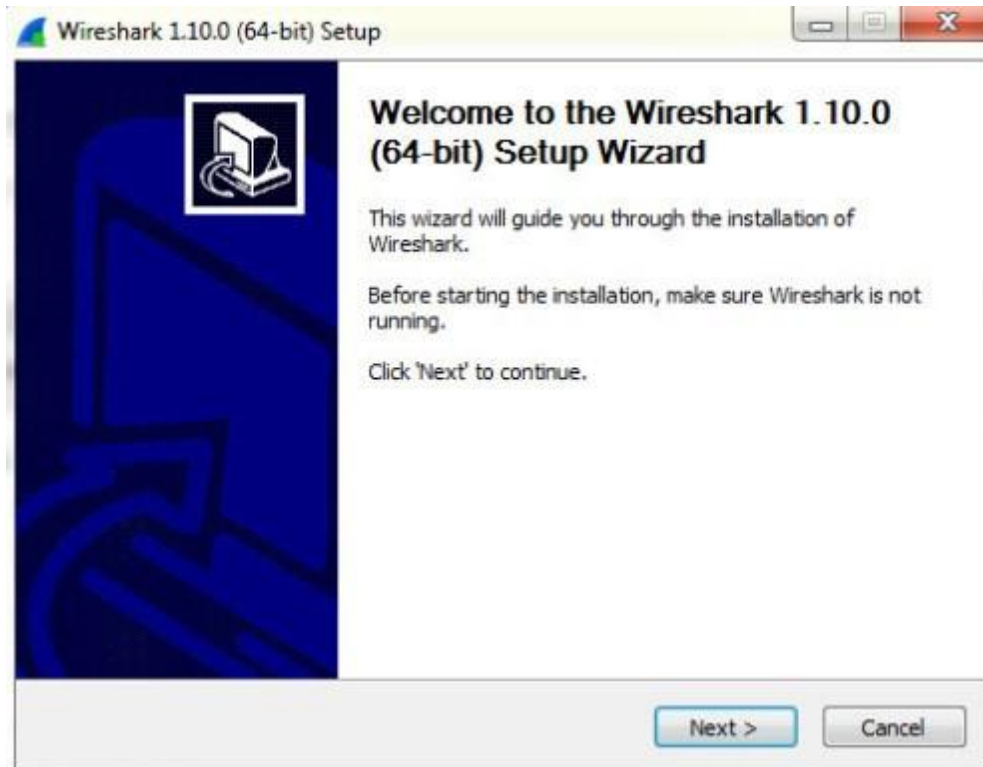 Wireshark 1.10.0 (64-bit) Setup
Welcome to the Wireshark 1.10.0
(64-bit) Setup Wizard
This wizard will guide you through the installation of
Wireshark.
Before starting the installation, make sure Wireshark is not
running.
Click 'Next' to continue.
Next >
Cancel